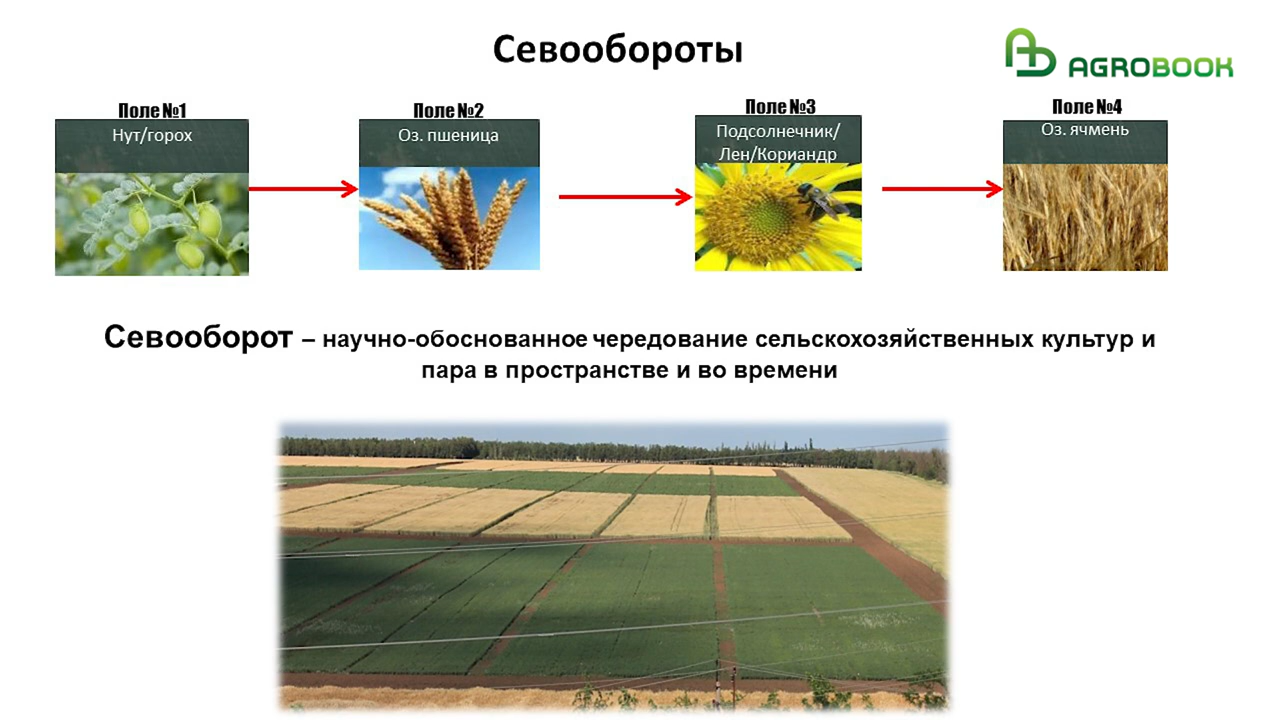 Севообороты
AGROBOOK
Поле №1
Нут/горох
Поле №2
Оз. пшеница
Поле №3
Подсолнечник/
Лен/Кориандр
Поле №4
Оз. ячмень
Севооборот – научно-обоснованное чередование сельскохозяйственных культур и
пара в пространстве и во времени